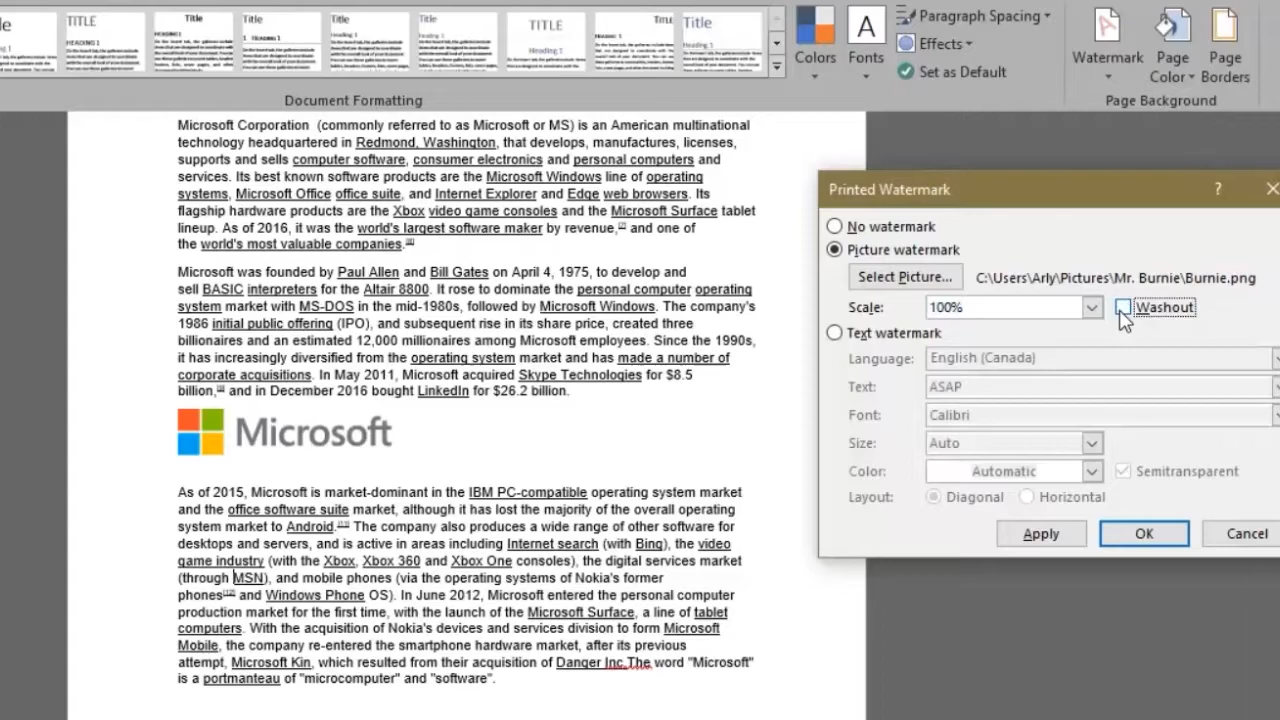 Title
TITLE
Title
Title
Title
Title
TITLE
Title
Title
HEADING 1
HEADING 1
1 Heading 1
Heading 1
Heading 1
Heading 1
Heading 1
Heading 1
Colors
Fonts
Paragraph Spacing
Effects
Set as Default
Watermark
Page
Color
Page
Borders
Document Formatting
Page Background
Microsoft Corporation (commonly referred to as Microsoft or MS) is an American multinational
technology headquartered in Redmond, Washington, that develops, manufactures, licenses,
supports and sells computer software, consumer electronics and personal computers and
services. Its best known software products are the Microsoft Windows line of operating
systems, Microsoft Office office suite, and Internet Explorer and Edge web browsers. Its
flagship hardware products are the Xbox video game consoles and the Microsoft Surface tablet
lineup. As of 2016, it was the world's largest software maker by revenue, and one of
the world's most valuable companies.
Microsoft was founded by Paul Allen and Bill Gates on April 4, 1975, to develop and
sell BASIC interpreters for the Altair 8800. It rose to dominate the personal computer operating
system market with MS-DOS in the mid-1980s, followed by Microsoft Windows. The company's
1986 initial public offering (IPO), and subsequent rise in its share price, created three
billionaires and an estimated 12,000 millionaires among Microsoft employees. Since the 1990s,
it has increasingly diversified from the operating system market and has made a number of
corporate acquisitions. In May 2011, Microsoft acquired Skype Technologies for $8.5
billion, and in December 2016 bought LinkedIn for $26.2 billion.
Microsoft
As of 2015, Microsoft is market-dominant in the IBM PC-compatible operating system market
and the office software suite market, although it has lost the majority of the overall operating
system market to Android.[11] The company also produces a wide range of other software for
desktops and servers, and is active in areas including Internet search (with Bing), the video
game industry (with the Xbox, Xbox 360 and Xbox One consoles), the digital services market
(through MSN), and mobile phones (via the operating systems of Nokia's former
phones[12] and Windows Phone OS). In June 2012, Microsoft entered the personal computer
production market for the first time, with the launch of the Microsoft Surface, a line of tablet
computers. With the acquisition of Nokia's devices and services division to form Microsoft
Mobile, the company re-entered the smartphone hardware market, after its previous
attempt, Microsoft Kin, which resulted from their acquisition of Danger Inc.The word "Microsoft"
is a portmanteau of "microcomputer" and "software".
Printed Watermark
?
No watermark
Picture watermark
Select Picture... C:\Users\Arly\Pictures\Mr. Burnie\Burnie.png
Scale: 100% Washout
Text watermark
Language: English (Canada)
Text: ASAP
Font: Calibri
Size: Auto
Color: Automatic Semitransparent
Layout: Diagonal Horizontal
Apply OK Cancel